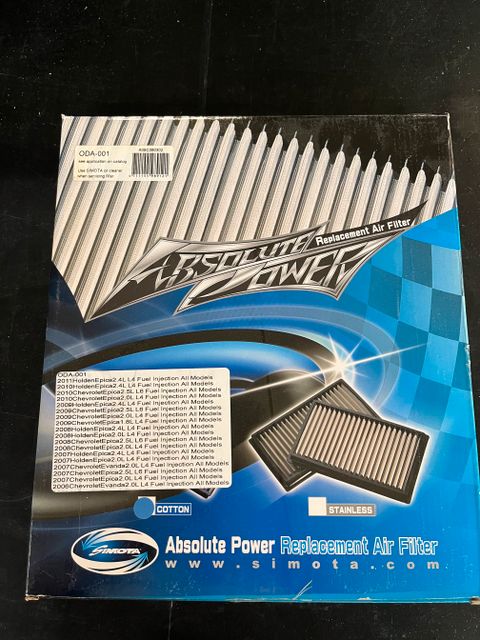 ODA-001
see application on catalog
Use SIMOTA oil cleaner
when servicing filter
ABSOLUTE
POWER
Replacement Air Filter
ODA-001
2011HoldenEpica2.4L L4 Fuel Injection All Models
2010HoldenEpica2.4L L4 Fuel Injection All Models
2010ChevroletEpica2.5L L6 Fuel Injection All Models
2010ChevroletEpica2.0L L4 Fuel Injection All Models
2009HoldenEpica2.4L L4 Fuel Injection All Models
2009ChevroletEpica2.5L L6 Fuel Injection All Models
2009ChevroletEpica2.0L L4 Fuel Injection All Models
2009ChevroletEpica1.8L L4 Fuel Injection All Models
2008HoldenEpica2.0L L4 Fuel Injection All Models
2008ChevroletEpica2.5L L6 Fuel Injection All Models
2008ChevroletEpica2.0L L4 Fuel Injection All Models
2007HoldenEpica2.4L L4 Fuel Injection All Models
2007HoldenEpica2.0L L4 Fuel Injection All Models
2007ChevroletEvanda2.0L L4 Fuel Injection All Models
2007ChevroletEpica2.5L L6 Fuel Injection All Models
2007ChevroletEpica2.0L L4 Fuel Injection All Models
2006ChevroletEvanda2.0L L4 Fuel Injection All Models
COTTON
STAINLESS
SIMOTA
Absolute Power Replacement Air Filter
www.simota.com